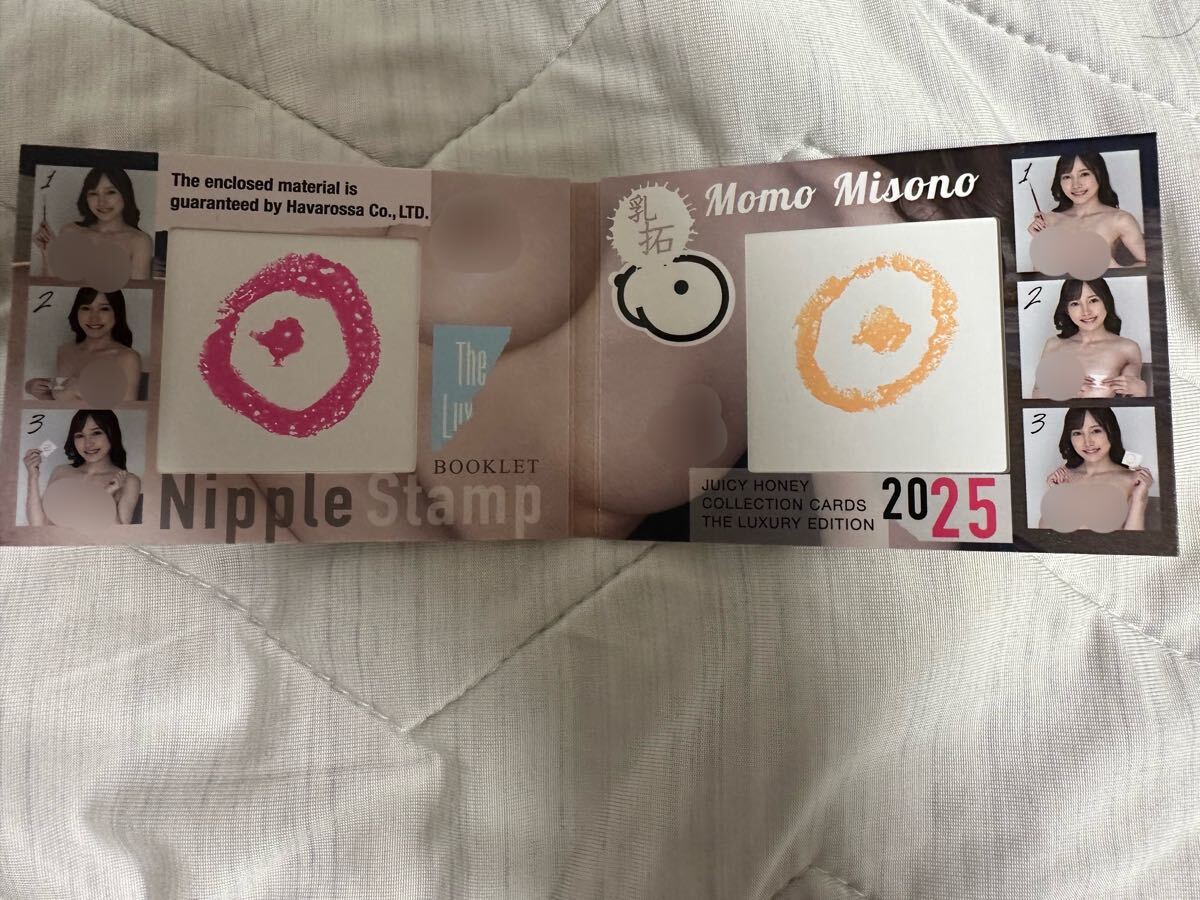 1
2
3
The enclosed material is
guaranteed by Havarossa Co., LTD.
The
Lux
BOOKLET
Nipple Stamp
乳拓
Momo Misono
JUICY HONEY
COLLECTION CARDS
THE LUXURY EDITION
2025
1
2
3